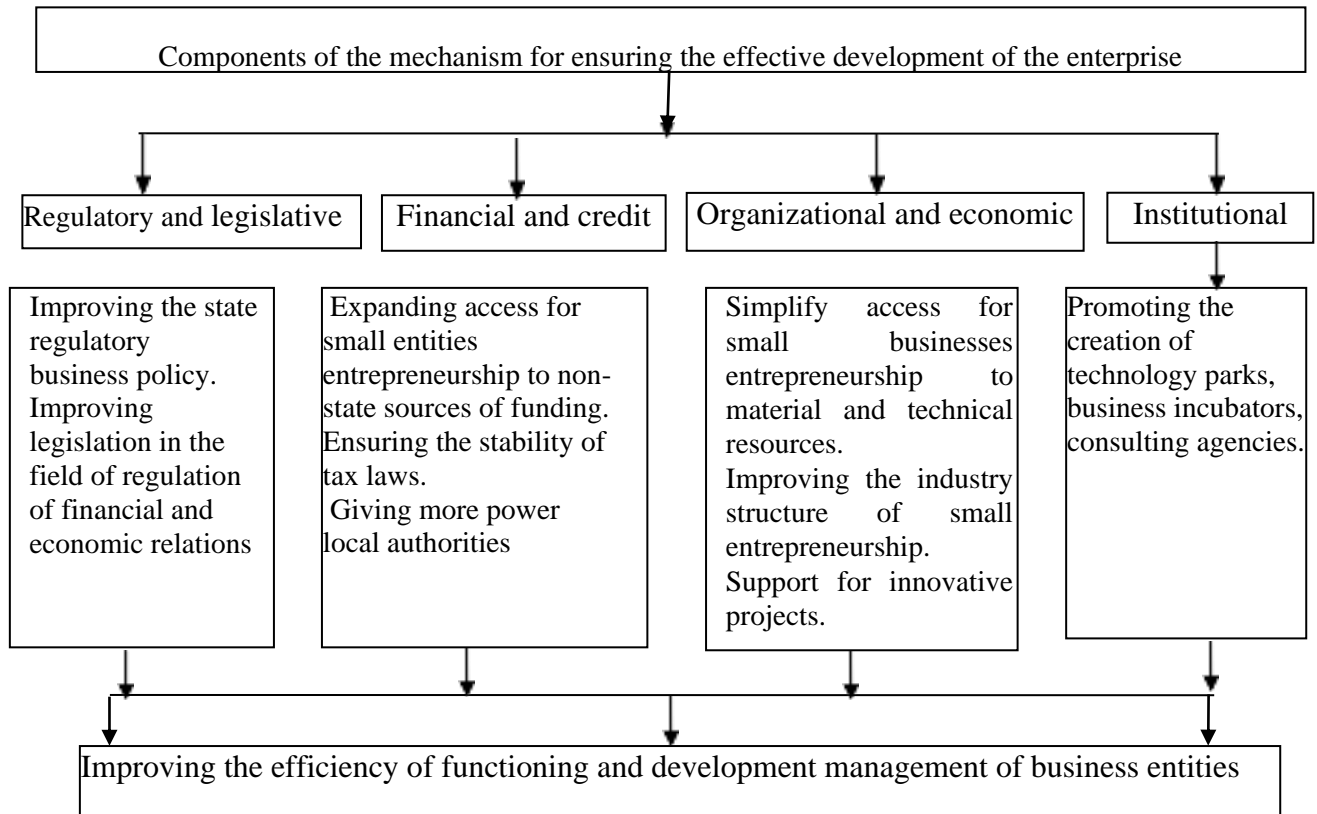 Components of the mechanism for ensuring the effective development of the enterprise
Regulatory and legislative
Financial and credit
Organizational and economic
Institutional
Improving the state
regulatory
business policy.
Improving
legislation in the
field of regulation
of financial and
economic relations
Expanding access for
small entities
entrepreneurship to non-
state sources of funding.
Ensuring the stability of
tax laws.
Giving more power
local authorities
Simplify access for
small businesses
entrepreneurship to
material and technical
resources.
Improving the industry
structure of small
entrepreneurship.
Support for innovative
projects.
Promoting the
creation of
technology parks,
business incubators,
consulting agencies.
Improving the efficiency of functioning and development management of business entities